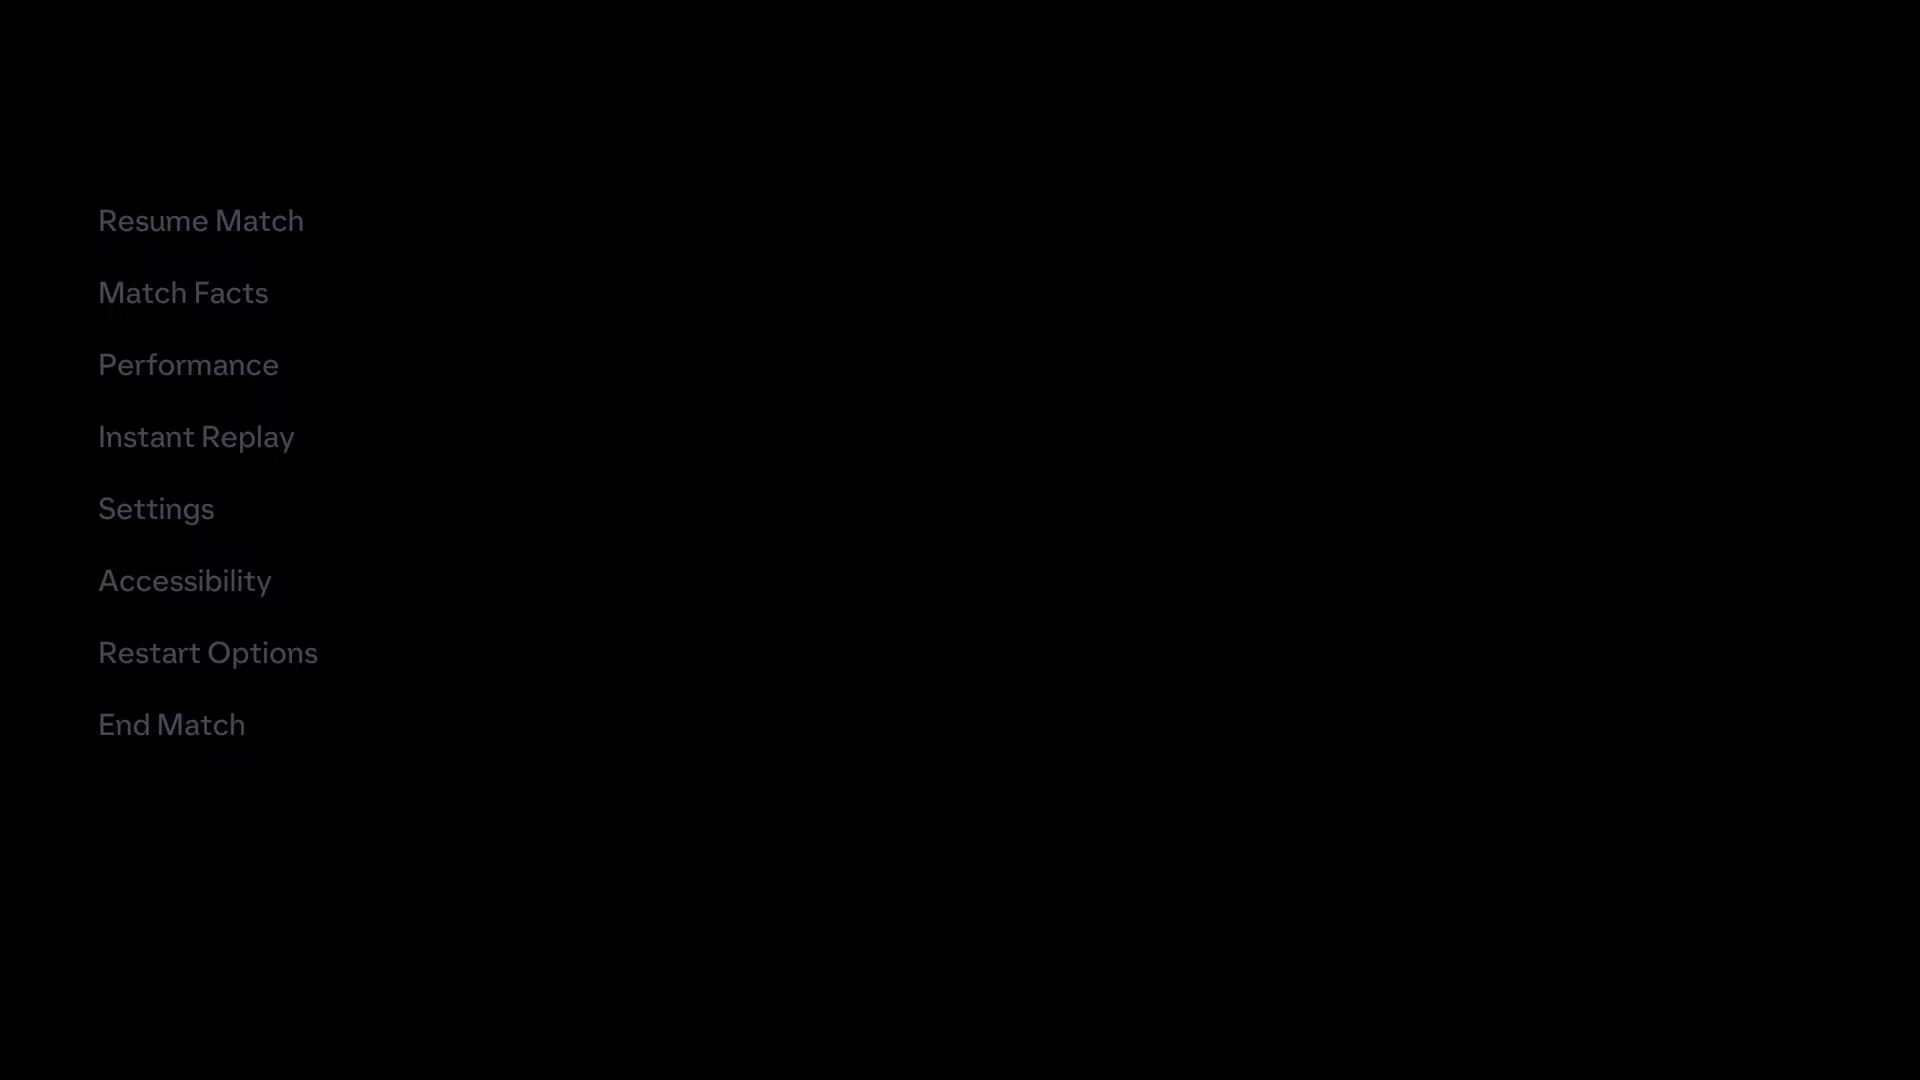 Resume Match
Match Facts
Performance
Instant Replay
Settings
Accessibility
Restart Options
End Match